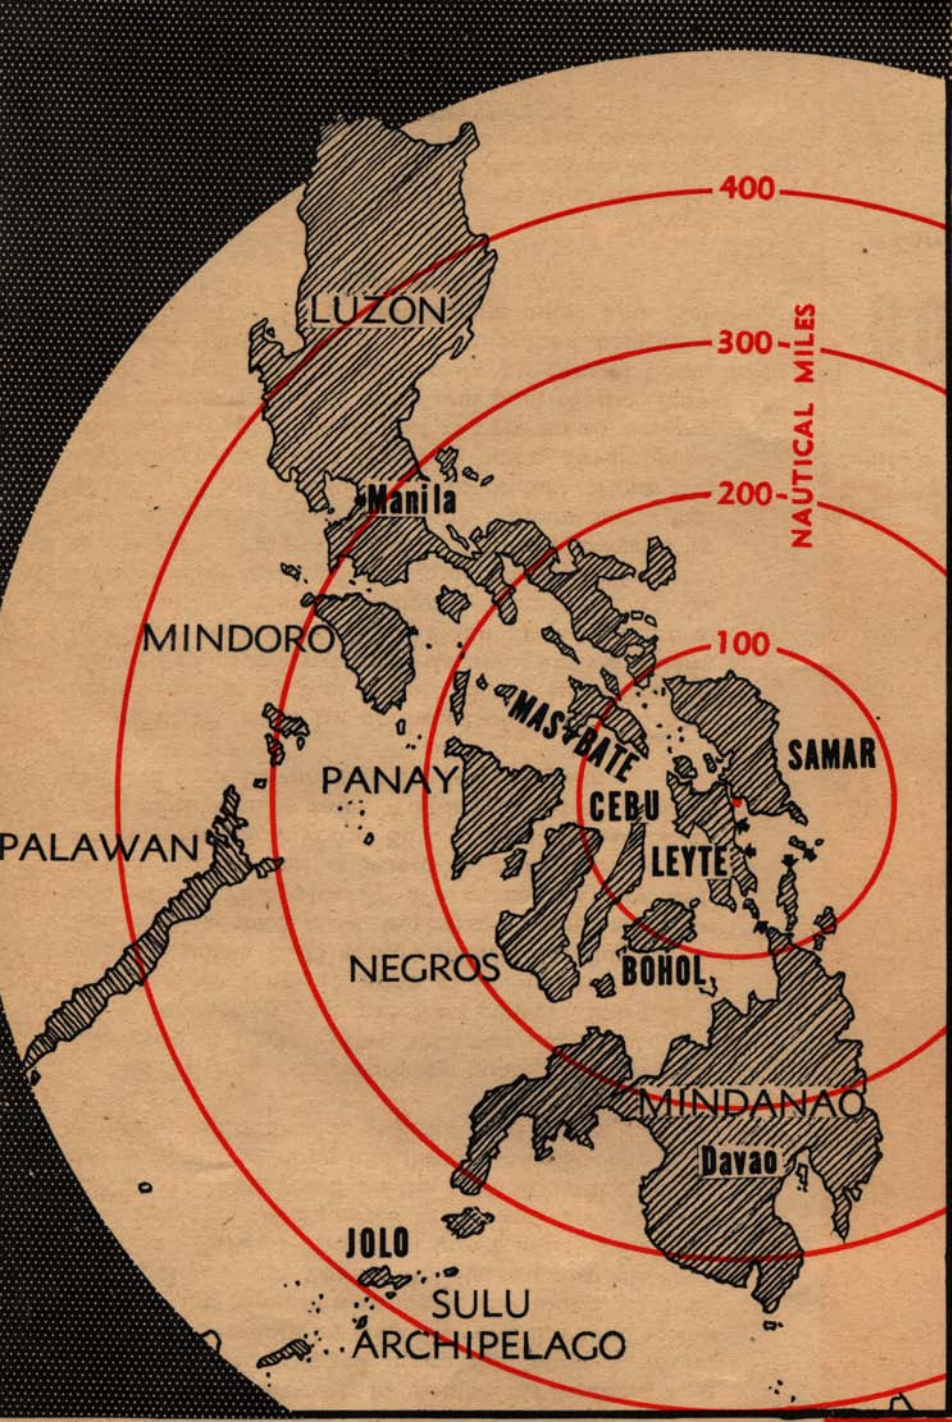 400
LUZON
300
NAUTICAL MILES
Manila
200
MINDORO
100
MASBATE
SAMAR
PANAY
CEBU
PALAWAN
LEYTE
NEGROS
BOHOL
MINDANAO
Davao
JOLO
SULU
ARCHIPELAGO